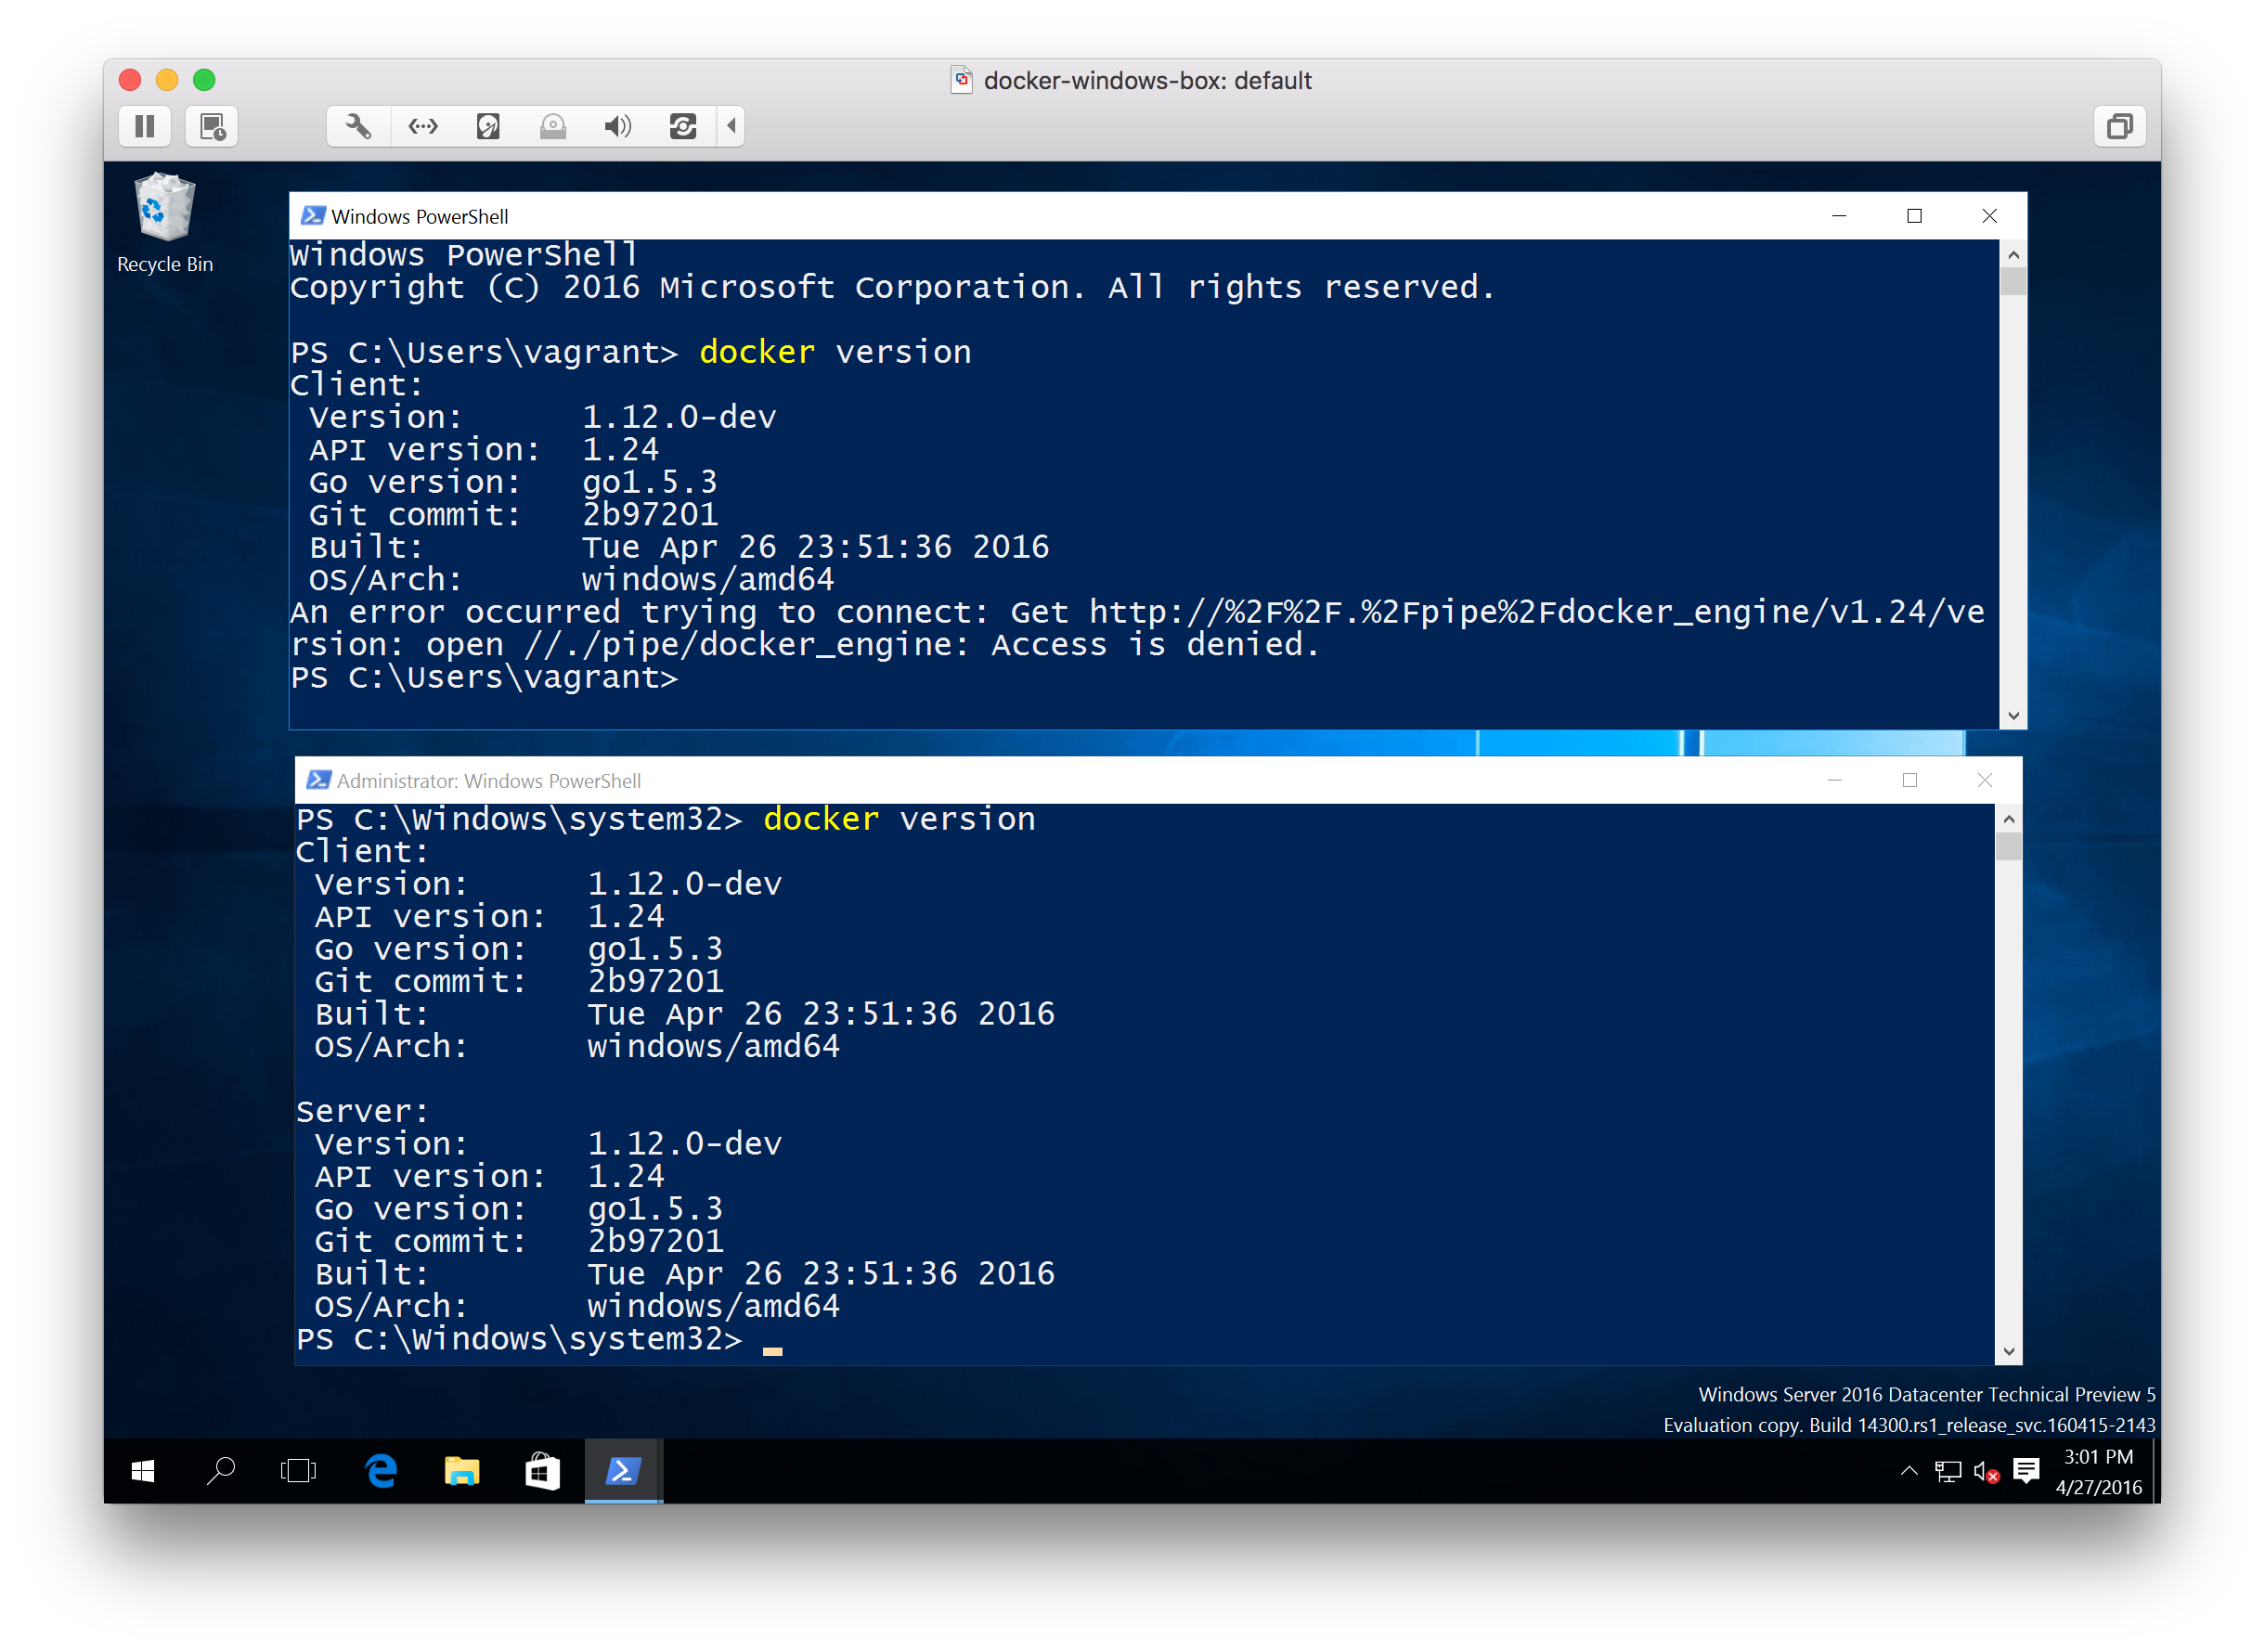 docker-windows-box: default
Recycle Bin
Windows PowerShell
Windows PowerShell
Copyright (C) 2016 Microsoft Corporation. All rights reserved.
PS C:\Users\vagrant> docker version
Client:
Version: 1.12.0-dev
API version: 1.24
Go version: go1.5.3
Git commit: 2b97201
Built: Tue Apr 26 23:51:36 2016
OS/Arch: windows/amd64
An error occurred trying to connect: Get http://%2F%2F.%2Fpipe%2Fdocker_engine/v1.24/ve
rsion: open //./pipe/docker_engine: Access is denied.
PS C:\Users\vagrant>
Administrator: Windows PowerShell
PS C:\Windows\system32> docker version
Client:
Version: 1.12.0-dev
API version: 1.24
Go version: go1.5.3
Git commit: 2b97201
Built: Tue Apr 26 23:51:36 2016
OS/Arch: windows/amd64
Server:
Version: 1.12.0-dev
API version: 1.24
Go version: go1.5.3
Git commit: 2b97201
Built: Tue Apr 26 23:51:36 2016
OS/Arch: windows/amd64
PS C:\Windows\system32>
Windows Server 2016 Datacenter Technical Preview 5
Evaluation copy. Build 14300.rs1_release_svc.160415-2143
3:01 PM
4/27/2016